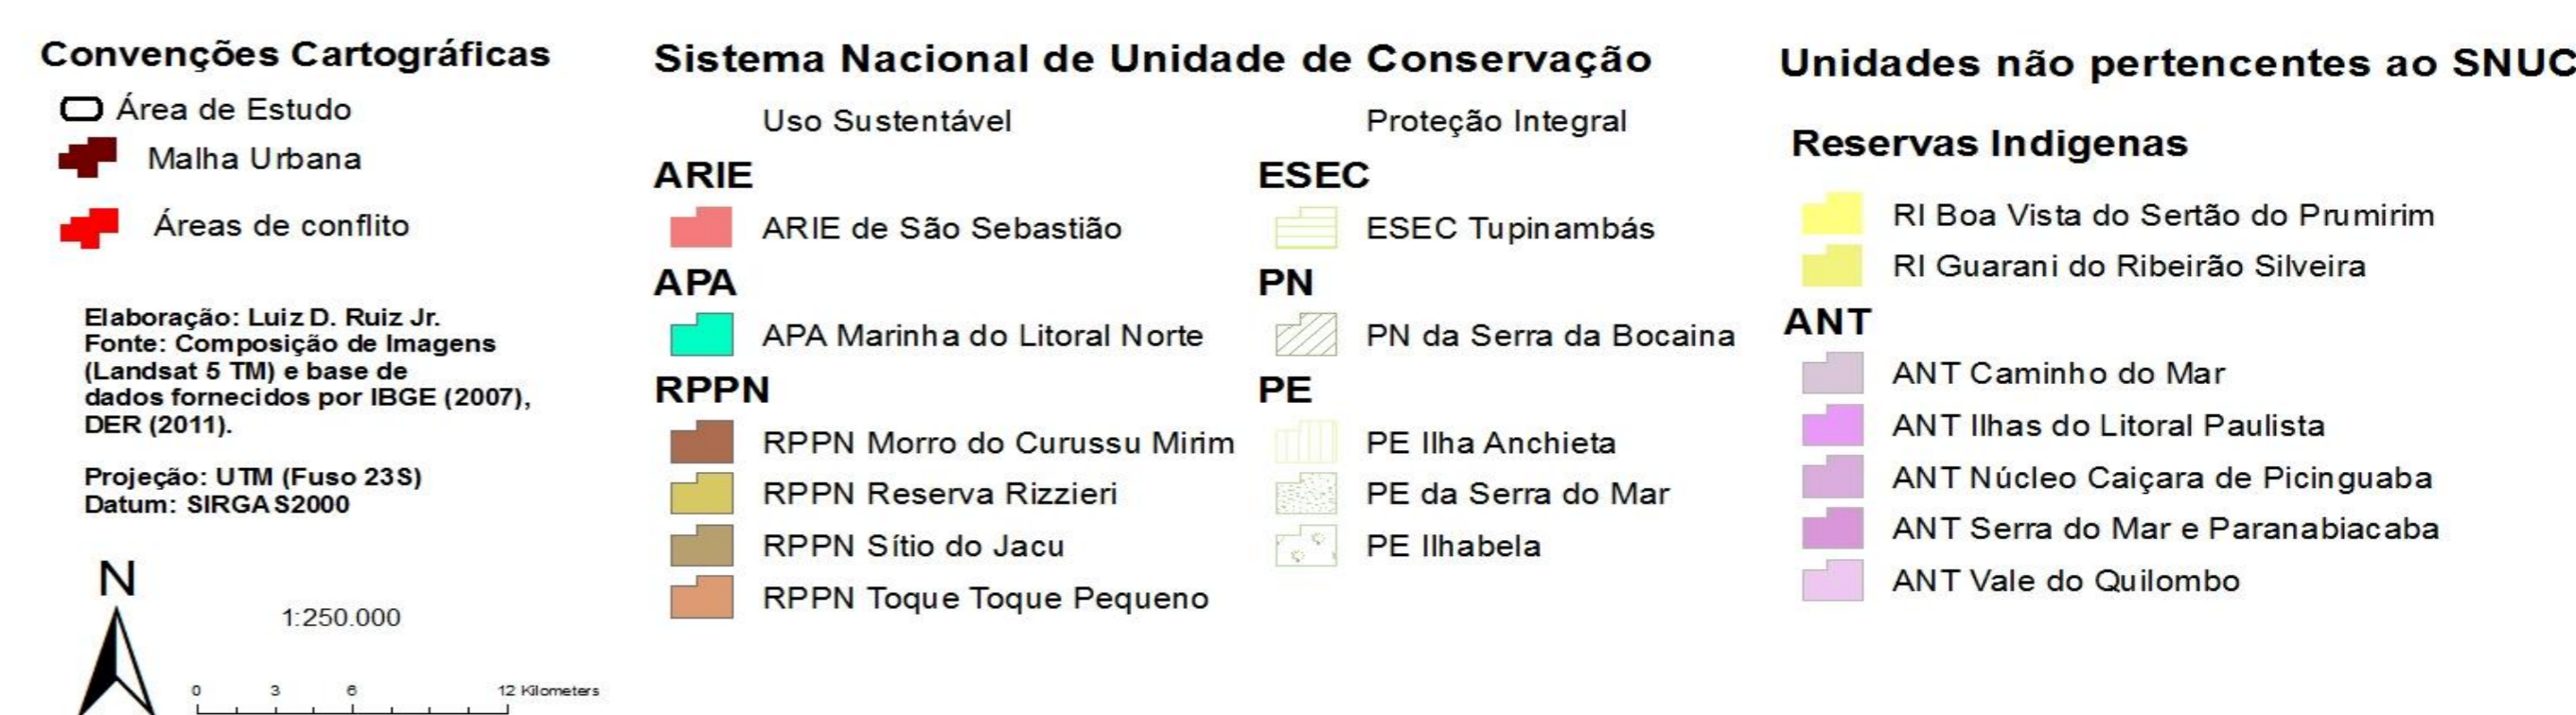 Convenções Cartográficas
Área de Estudo
Malha Urbana
Áreas de conflito
Elaboração: Luiz D. Ruiz Jr.
Fonte: Composição de Imagens
(Landsat 5 TM) e base de
dados fornecidos por IBGE (2007),
DER (2011).
Projeção: UTM (Fuso 23S)
Datum: SIRGAS2000
N
1:250.000
0 3 6 12 Kilometers
Sistema Nacional de Unidade de Conservação
Uso Sustentável
ARIE
ARIE de São Sebastião
APA
APA Marinha do Litoral Norte
RPPN
RPPN Morro do Curussu Mirim
RPPN Reserva Rizzieri
RPPN Sítio do Jacu
RPPN Toque Toque Pequeno
Proteção Integral
ESEC
ESEC Tupinambás
PN
PN da Serra da Bocaina
PE
PE Ilha Anchieta
PE da Serra do Mar
PE Ilhabela
Unidades não pertencentes ao SNUC
Reservas Indigenas
RI Boa Vista do Sertão do Prumirim
RI Guarani do Ribeirão Silveira
ANT
ANT Caminho do Mar
ANT Ilhas do Litoral Paulista
ANT Núcleo Caiçara de Picinguaba
ANT Serra do Mar e Paranabiacaba
ANT Vale do Quilombo